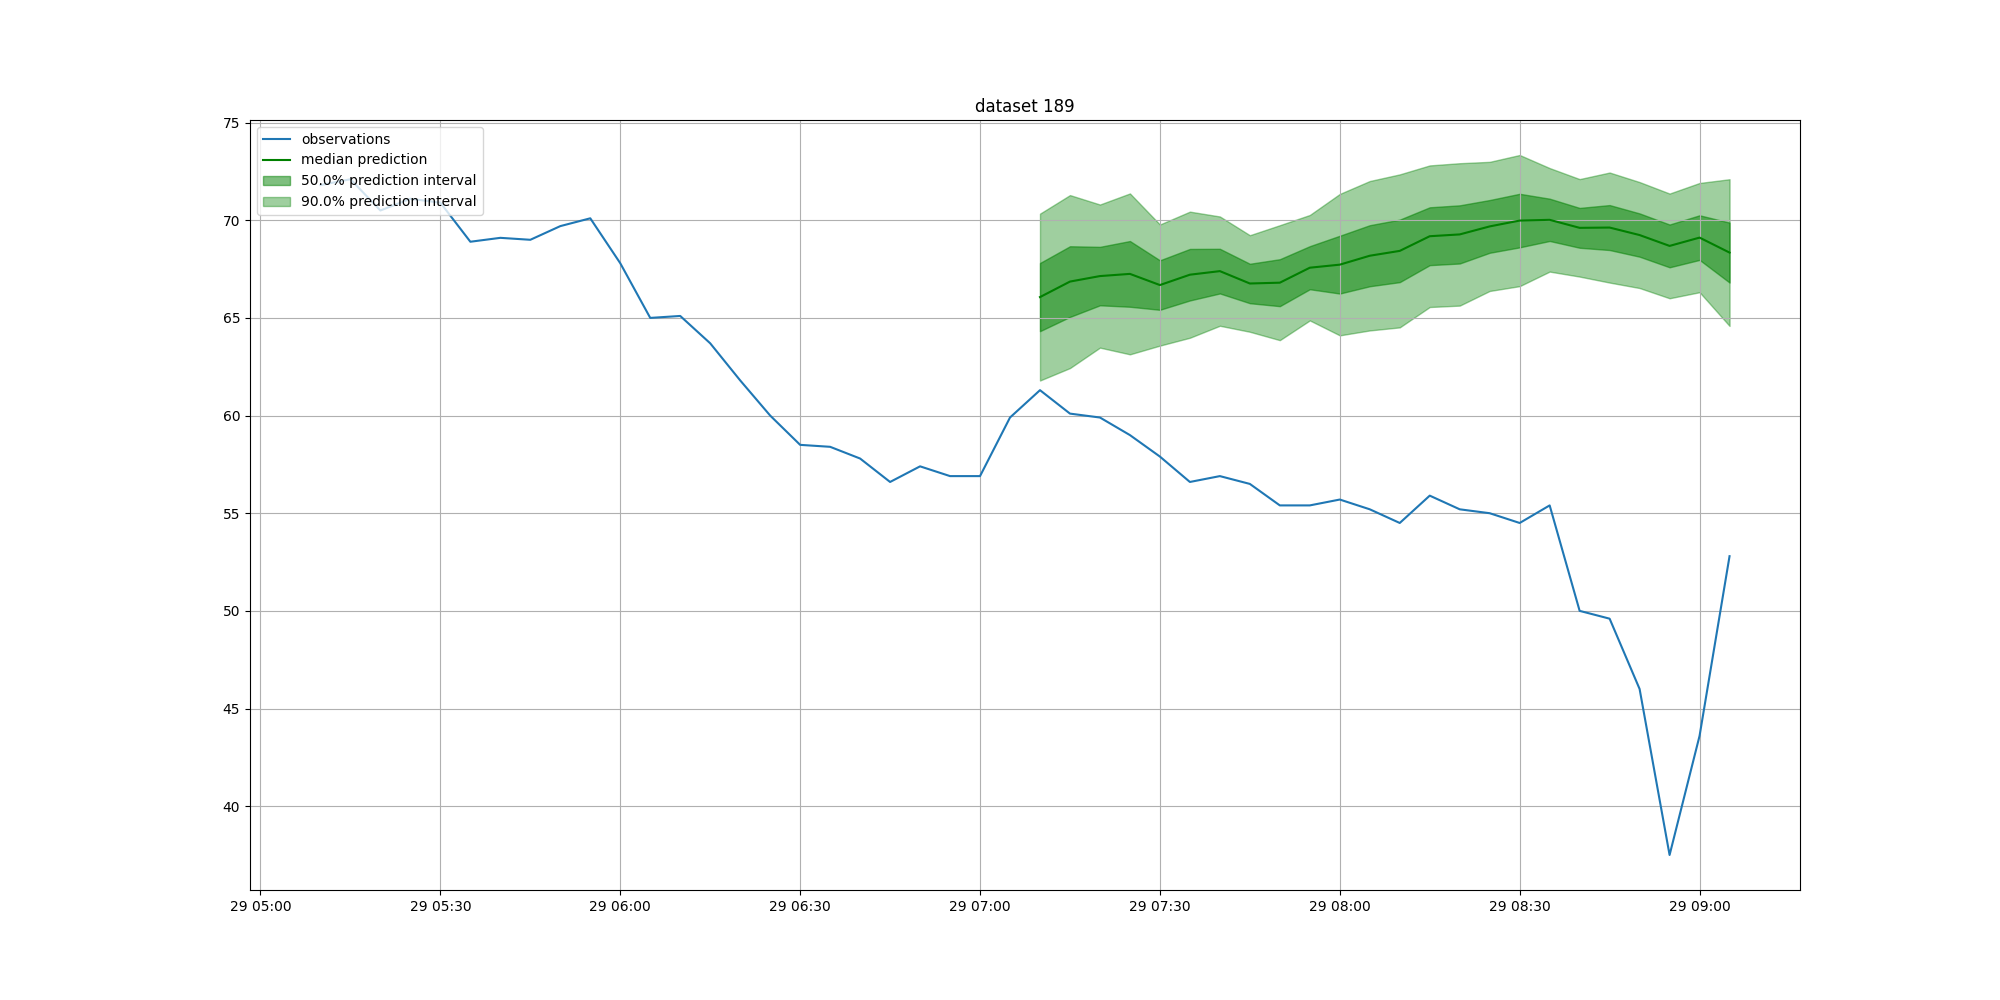 dataset 189
observations
median prediction
50.0% prediction interval
90.0% prediction interval
75
70
65
60
55
50
45
40
29 05:00 29 05:30 29 06:00 29 06:30 29 07:00 29 07:30 29 08:00 29 08:30 29 09:00